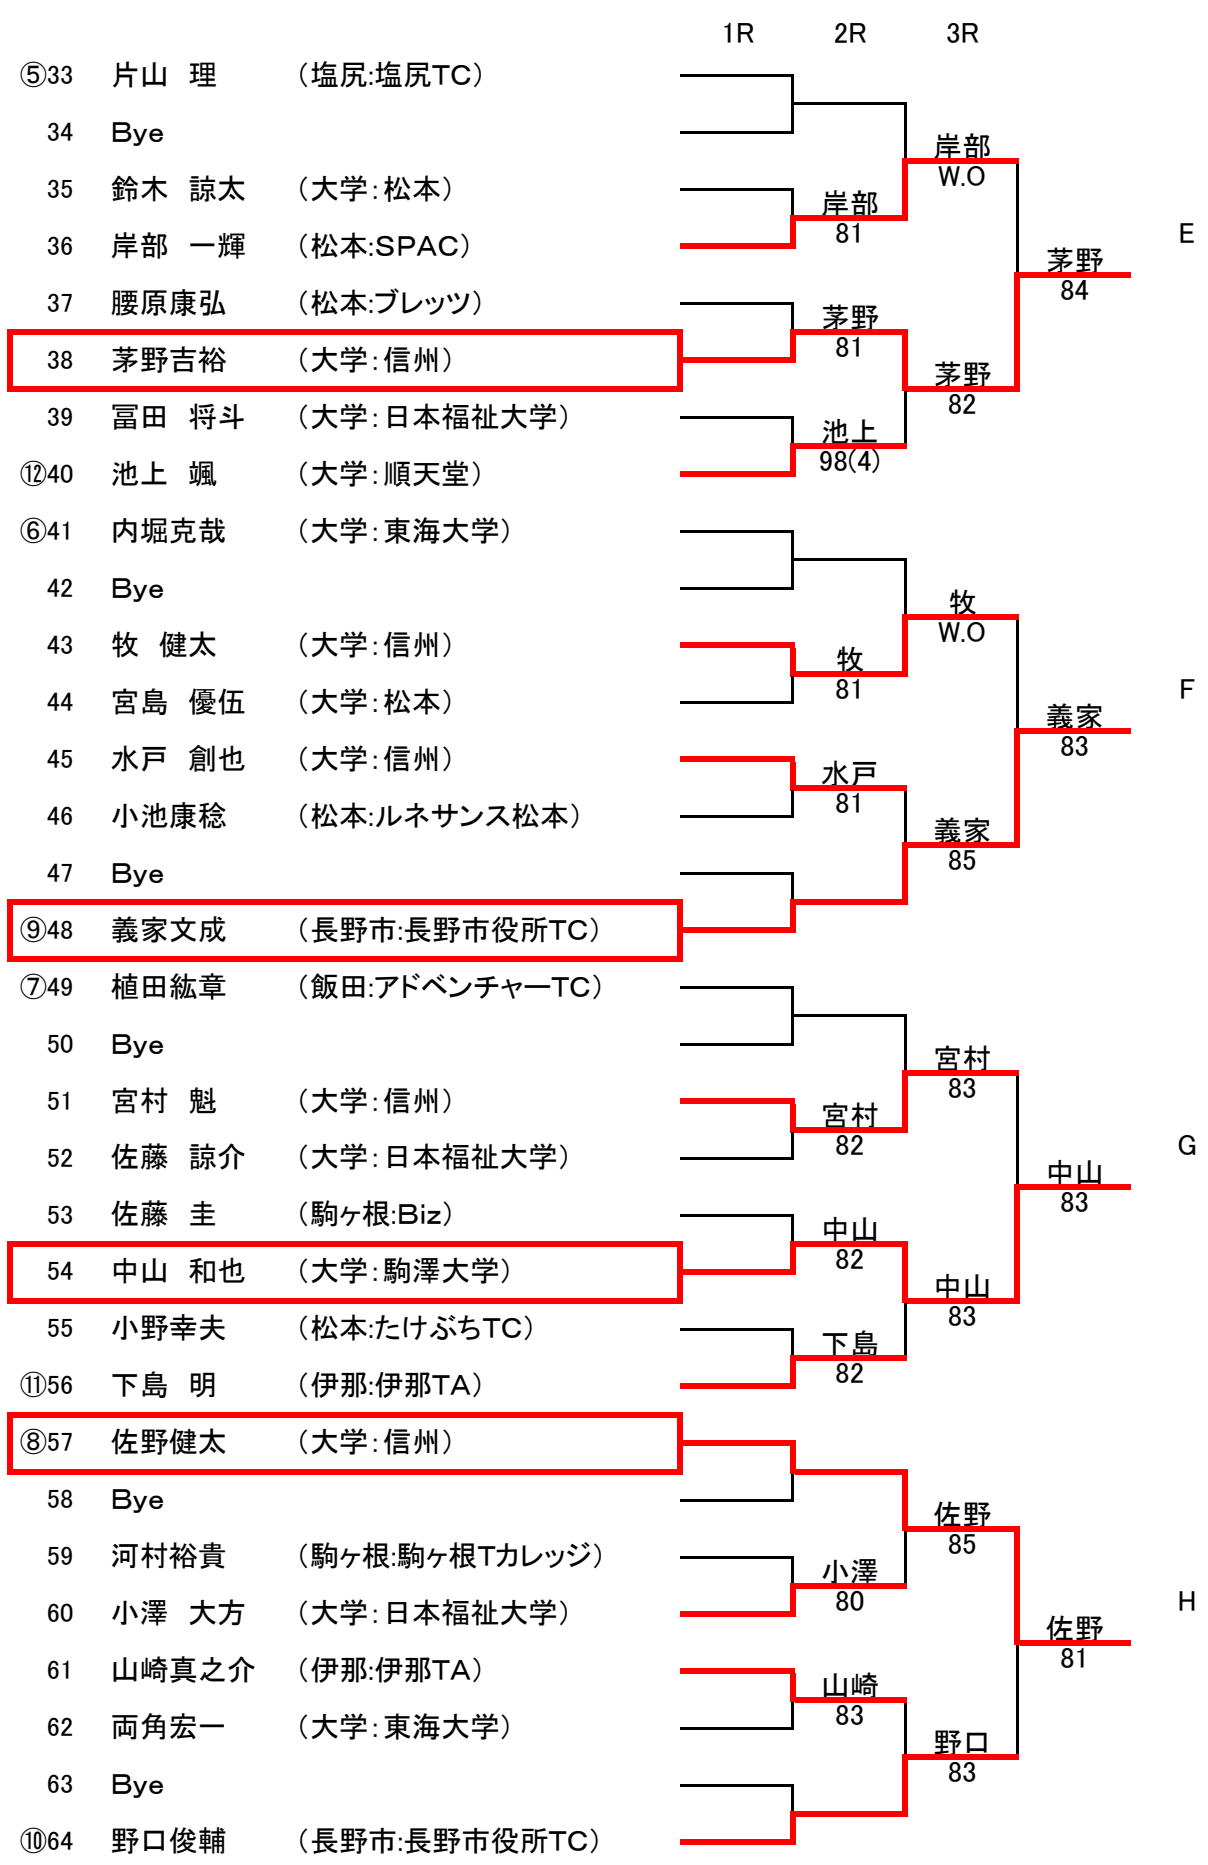 1R 2R 3R
⑤33 片山 理 （塩尻:塩尻TC）
34 Bye
岸部
W.O
35 鈴木 諒太 （大学:松本）
岸部
81
36 岸部 一輝 （松本:SPAC）
E
茅野
84
37 腰原康弘 （松本:ブレッツ）
茅野
81
38 茅野吉裕 （大学:信州）
茅野
82
39 冨田 将斗 （大学:日本福祉大学）
池上
98(4)
⑫40 池上 颯 （大学:順天堂）
⑥41 内堀克哉 （大学:東海大学）
42 Bye
牧
W.O
43 牧 健太 （大学:信州）
牧
81
44 宮島 優伍 （大学:松本）
F
義家
83
45 水戸 創也 （大学:信州）
水戸
81
46 小池康稔 （松本:ルネサンス松本）
義家
85
47 Bye
⑨48 義家文成 （長野市:長野市役所TC）
⑦49 植田紘章 （飯田:アドベンチャーTC）
50 Bye
宮村
83
51 宮村 魁 （大学:信州）
宮村
82
52 佐藤 諒介 （大学:日本福祉大学）
G
中山
83
53 佐藤 圭 （駒ヶ根:Biz）
中山
82
54 中山 和也 （大学:駒澤大学）
中山
83
55 小野幸夫 （松本:たけぶちTC）
下島
82
⑪56 下島 明 （伊那:伊那TA）
⑧57 佐野健太 （大学:信州）
58 Bye
佐野
85
59 河村裕貴 （駒ヶ根:駒ヶ根Tカレッジ）
小澤
80
60 小澤 大方 （大学:日本福祉大学）
H
佐野
81
61 山崎真之介 （伊那:伊那TA）
山崎
83
62 両角宏一 （大学:東海大学）
野口
83
63 Bye
⑩64 野口俊輔 （長野市:長野市役所TC）